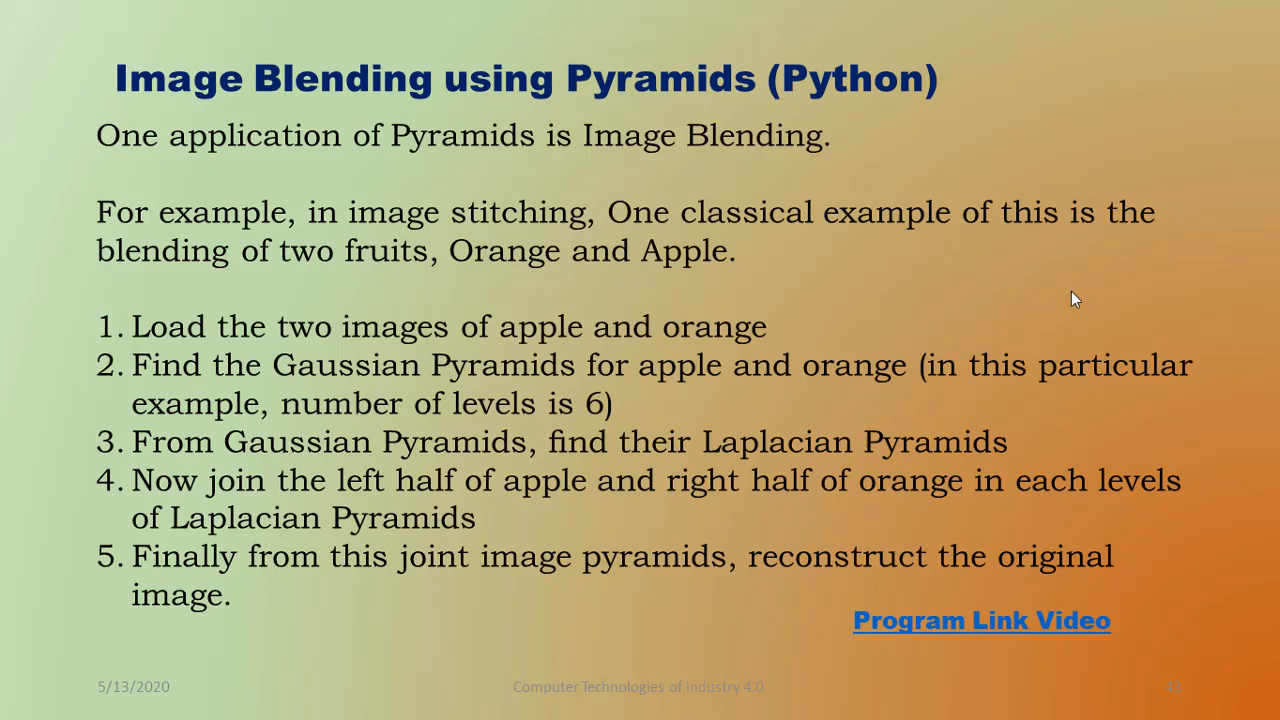 Image Blending using Pyramids (Python)
One application of Pyramids is Image Blending.
For example, in image stitching, One classical example of this is the
blending of two fruits, Orange and Apple.
1. Load the two images of apple and orange
2. Find the Gaussian Pyramids for apple and orange (in this particular
example, number of levels is 6)
3. From Gaussian Pyramids, find their Laplacian Pyramids
4. Now join the left half of apple and right half of orange in each levels
of Laplacian Pyramids
5. Finally from this joint image pyramids, reconstruct the original
image.
Program Link Video
5/13/2020
Computer Technologies of Industry 4.0